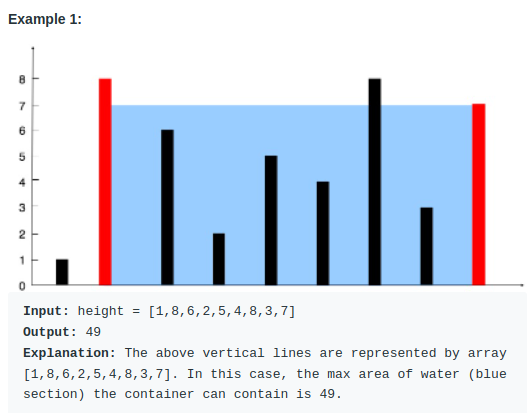 Example 1:
8
7
6
5
4
3
2
1
0
Input: height = [1,8,6,2,5,4,8,3,7]
Output: 49
Explanation: The above vertical lines are represented by array
[1,8,6,2,5,4,8,3,7]. In this case, the max area of water (blue
section) the container can contain is 49.